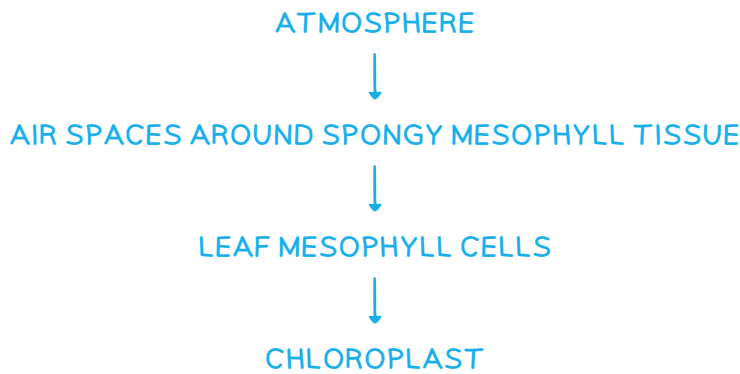 ATMOSPHERE
AIR SPACES AROUND SPONGY MESOPHYLL TISSUE
LEAF MESOPHYLL CELLS
CHLOROPLAST